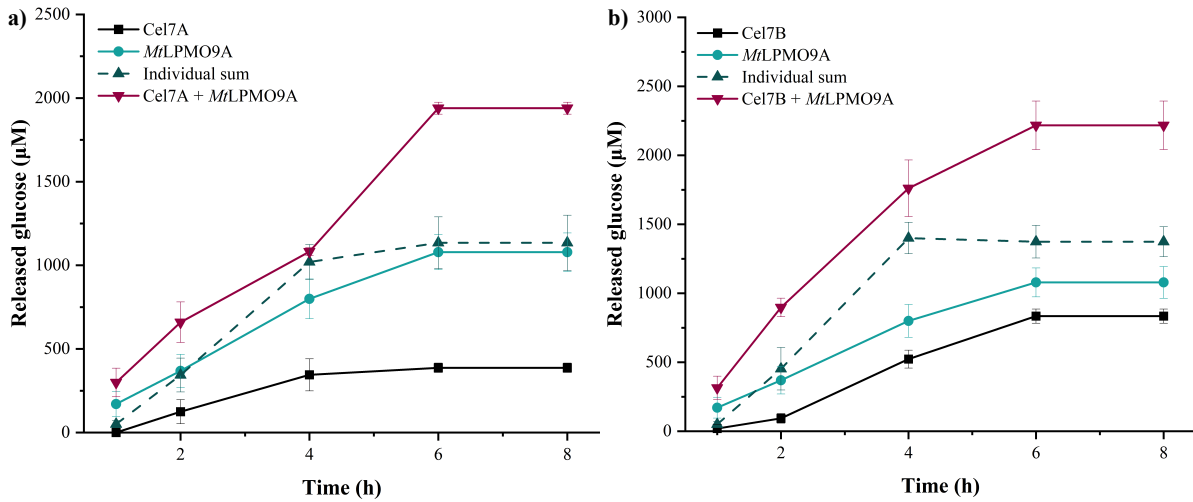 a)
Cel7A
MtLPMO9A
Individual sum
Cel7A + MtLPMO9A
Released glucose (µM)
2000
1500
1000
500
0
2
4
6
8
Time (h)
b)
Cel7B
MtLPMO9A
Individual sum
Cel7B + MtLPMO9A
Released glucose (µM)
3000
2500
2000
1500
1000
500
0
2
4
6
8
Time (h)